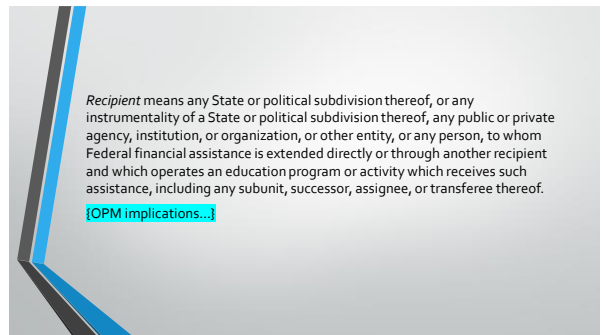 Recipient means any State or political subdivision thereof, or any
instrumentality of a State or political subdivision thereof, any public or private
agency, institution, or organization, or other entity, or any person, to whom
Federal financial assistance is extended directly or through another recipient
and which operates an education program or activity which receives such
assistance, including any subunit, successor, assignee, or transferee thereof.
{OPM implications...}